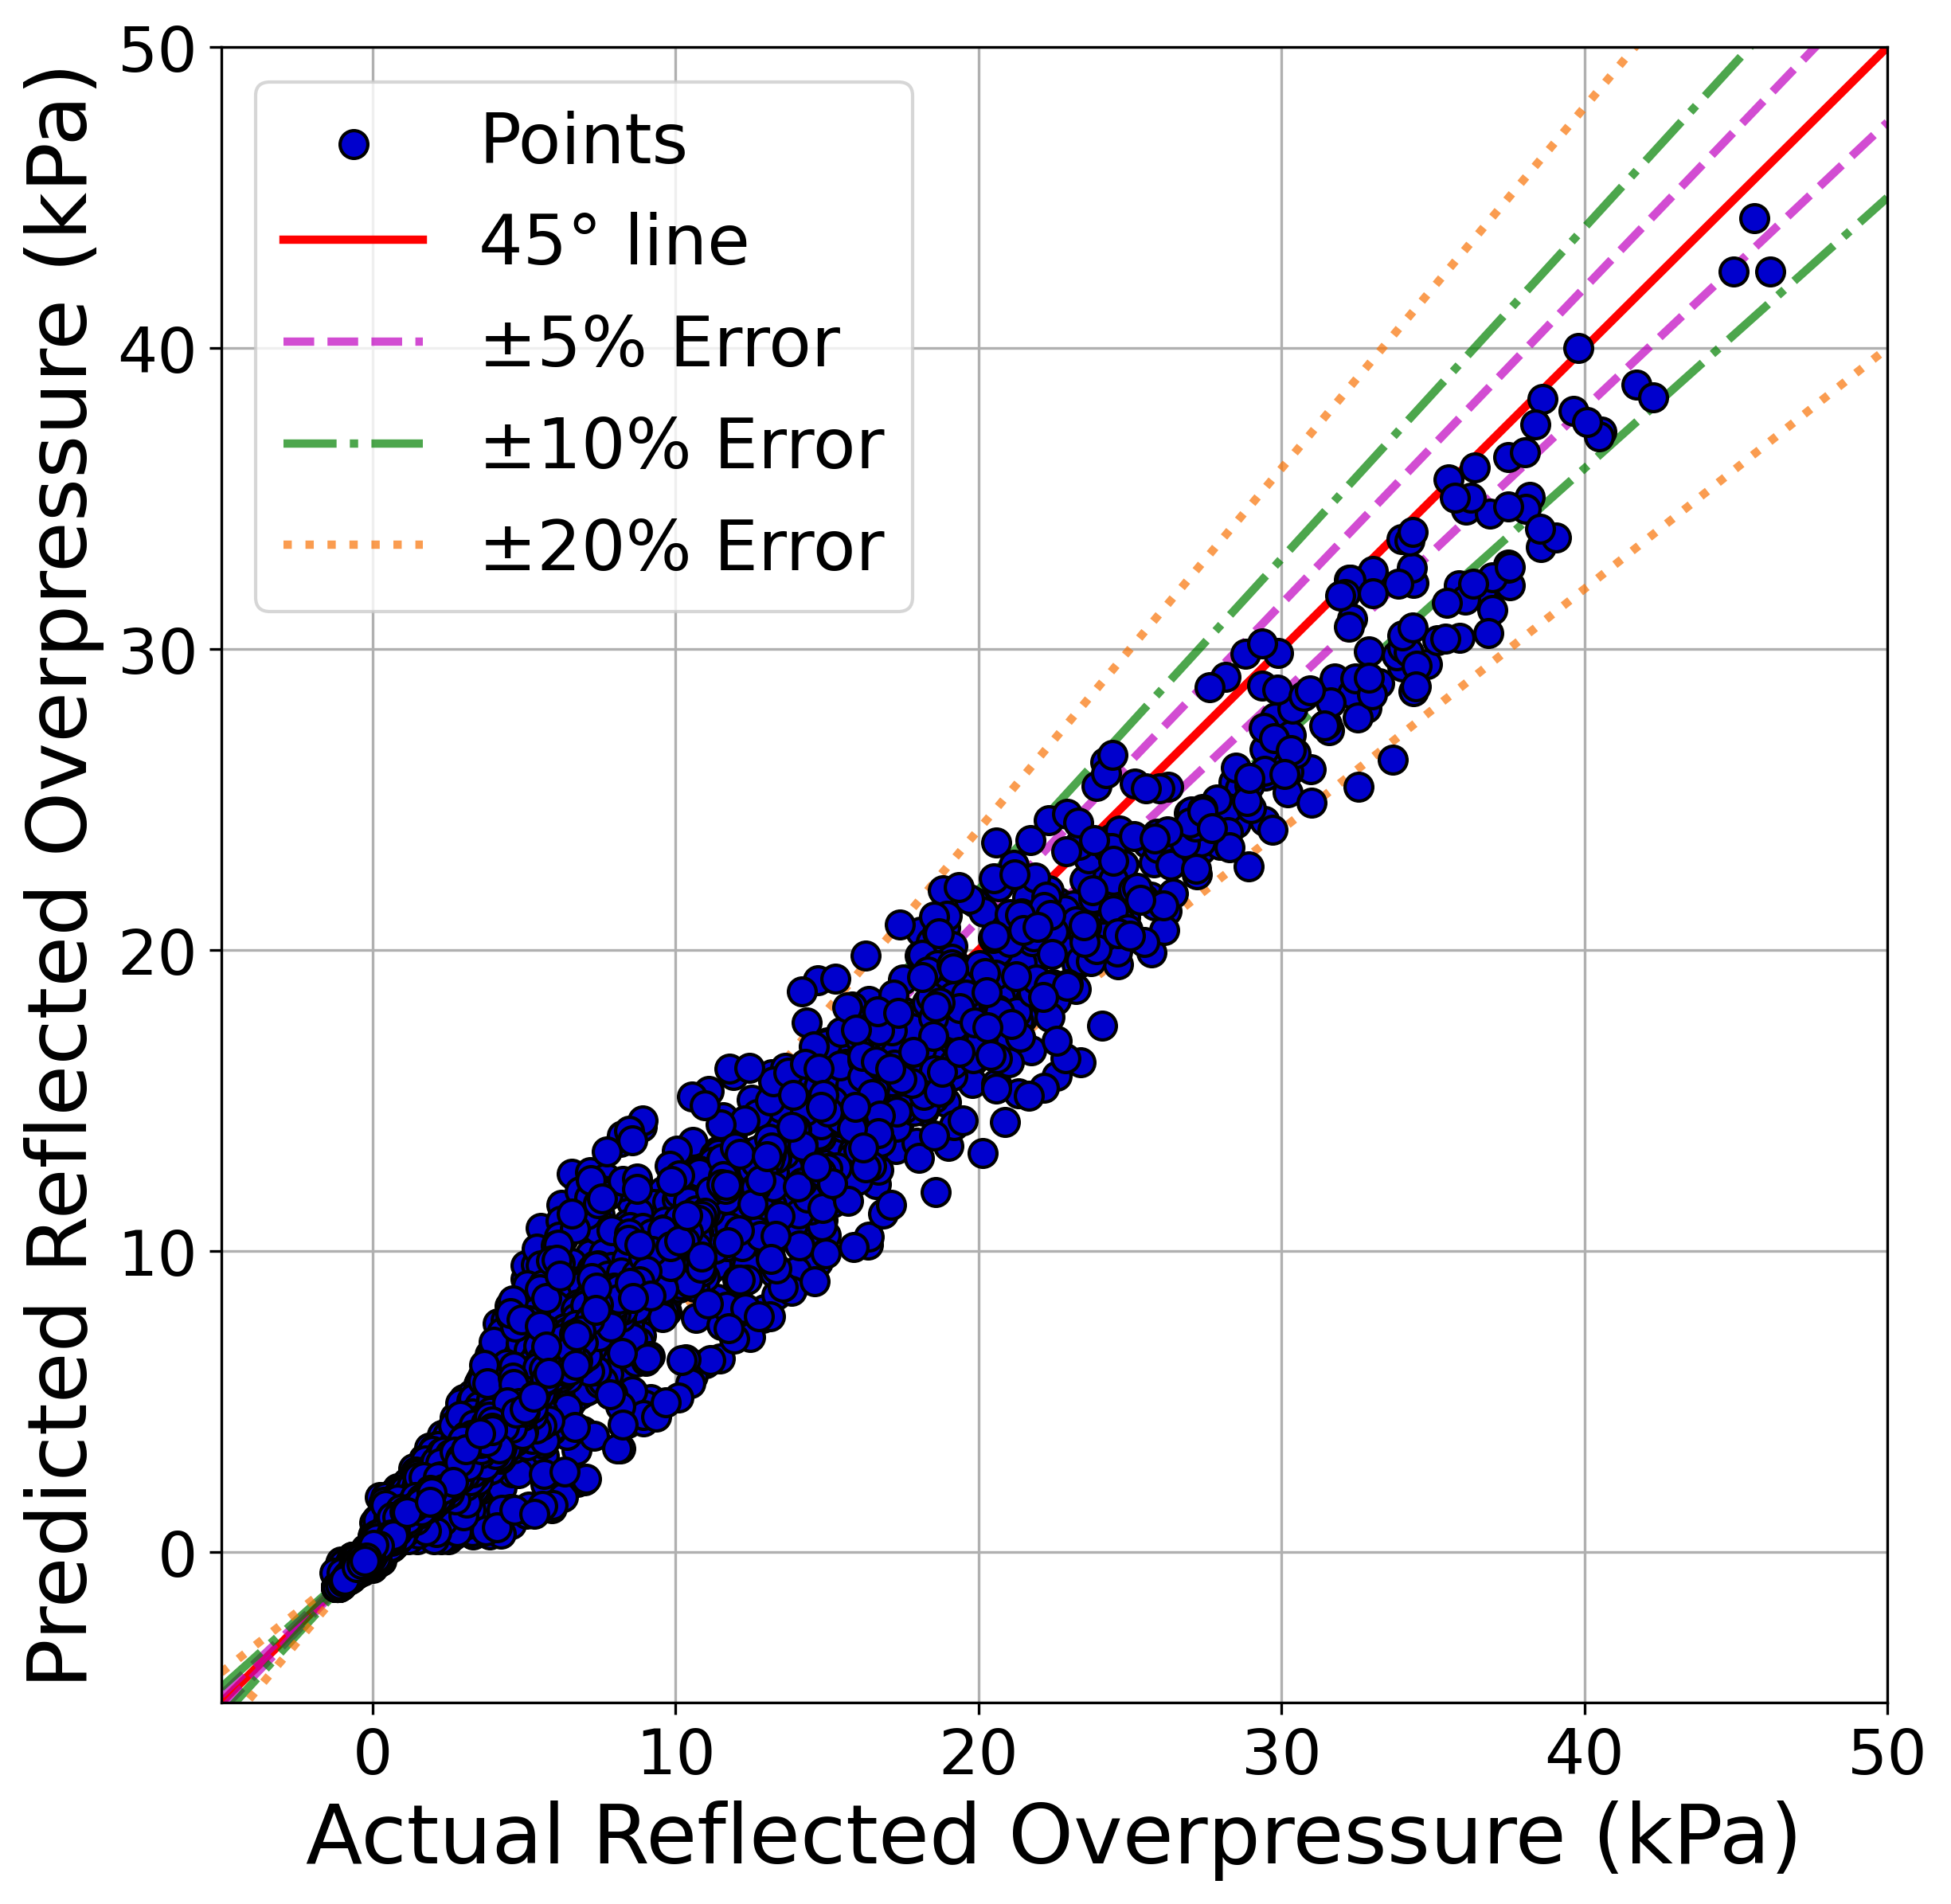 Predicted Reflected Overpressure (kPa)
50
40
30
20
10
0
Points
45° line
±5% Error
±10% Error
±20% Error
0 10 20 30 40 50
Actual Reflected Overpressure (kPa)